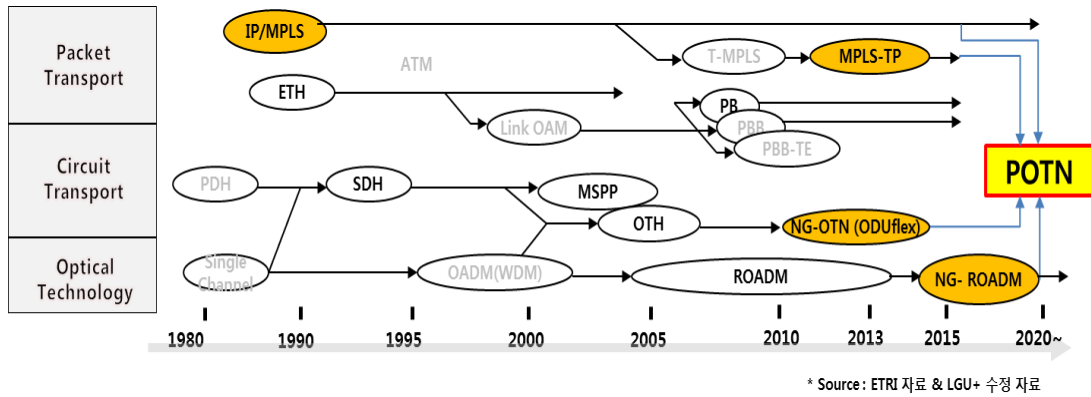 Packet
Transport
Circuit
Transport
Optical
Technology
IP/MPLS
ATM
T-MPLS
MPLS-TP
ETH
Link OAM
PB
PBB
PBB-TE
POTN
PDH
SDH
MSPP
OTH
NG-OTN (ODUflex)
Single
Channel
OADM(WDM)
ROADM
NG- ROADM
1980
1990
1995
2000
2005
2010
2013
2015
2020~
* Source : ETRI 자료 & LGU+ 수정 자료